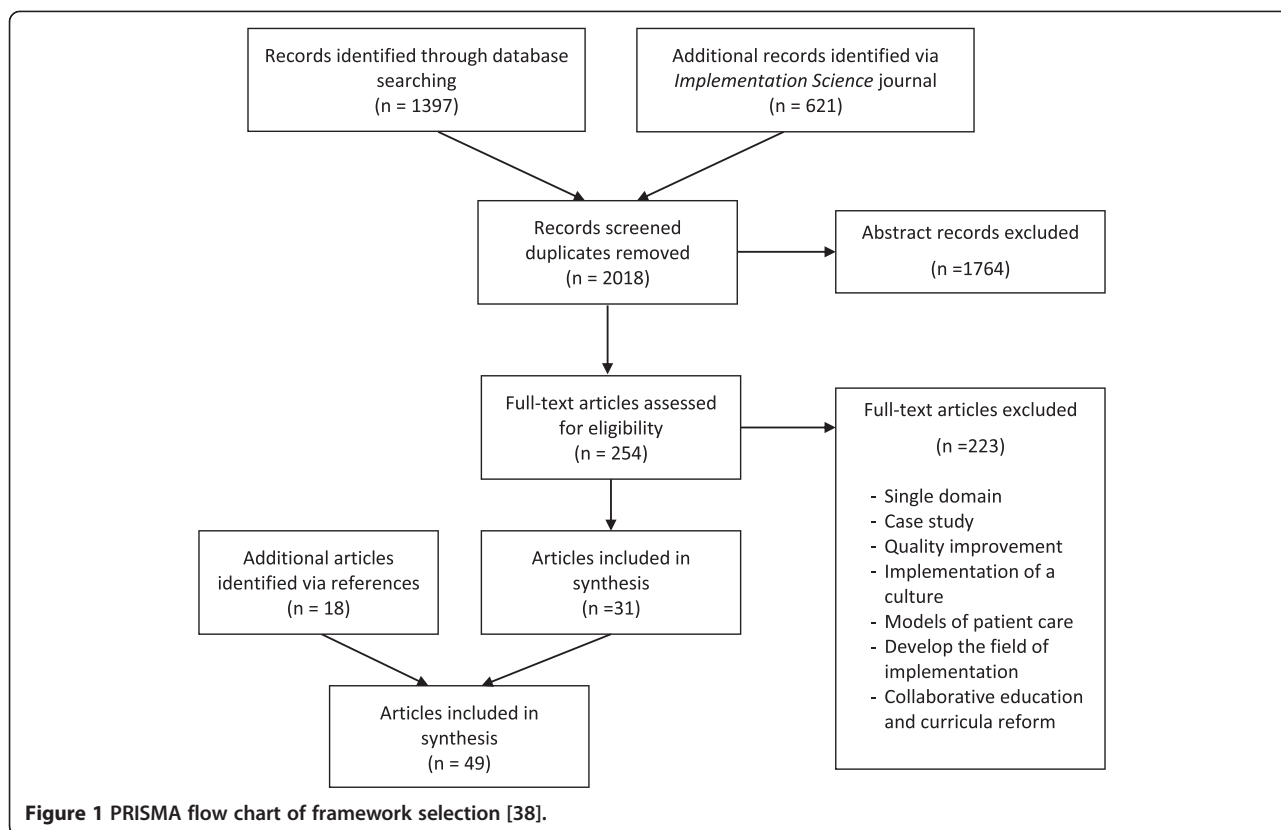 Records identified through database
searching
(n = 1397)
Additional records identified via
Implementation Science journal
(n = 621)
Records screened
duplicates removed
(n = 2018)
Abstract records excluded
(n =1764)
Full-text articles assessed
for eligibility
(n = 254)
Full-text articles excluded
(n =223)
- Single domain
- Case study
- Quality improvement
- Implementation of a
culture
- Models of patient care
- Develop the field of
implementation
- Collaborative education
and curricula reform
Additional articles
identified via references
(n = 18)
Articles included in
synthesis
(n =31)
Articles included in
synthesis
(n = 49)
Figure 1 PRISMA flow chart of framework selection [38].